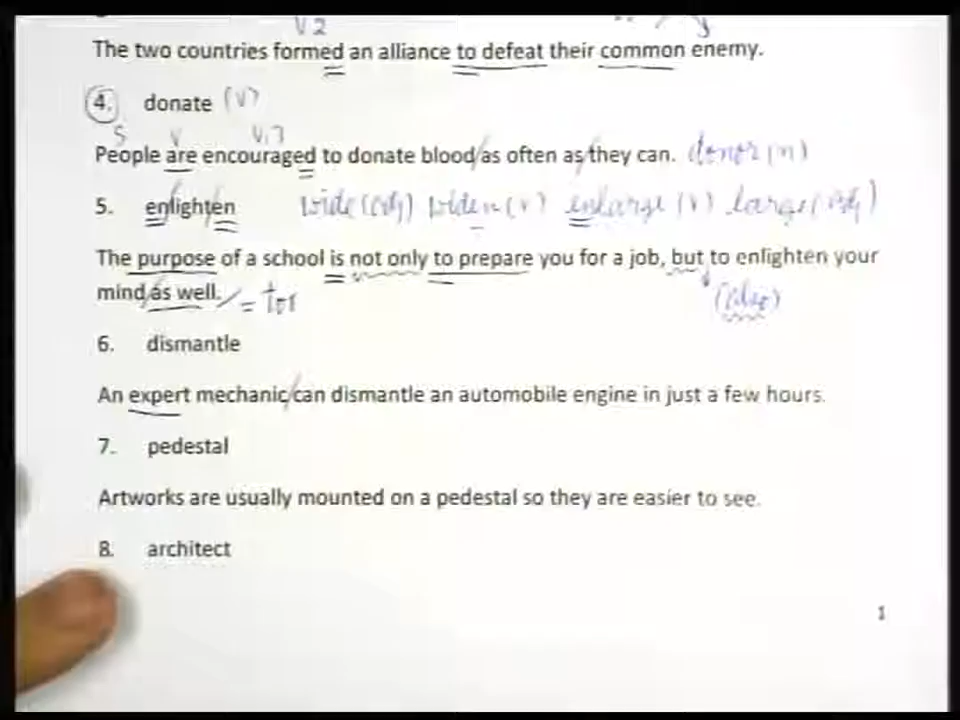 V2
The two countries formed an alliance to defeat their common enemy.
4. donate (V)
S V V.3
People are encouraged to donate blood/as often as/they can. donor (n)
5. enlighten wide (adj) widen (v) enlarge (v) large (adj)
The purpose of a school is not only to prepare you for a job, but to enlighten your
mind/as well. = too (also)
6. dismantle
An expert mechanic/can dismantle an automobile engine in just a few hours.
7. pedestal
Artworks are usually mounted on a pedestal so they are easier to see.
8. architect
1